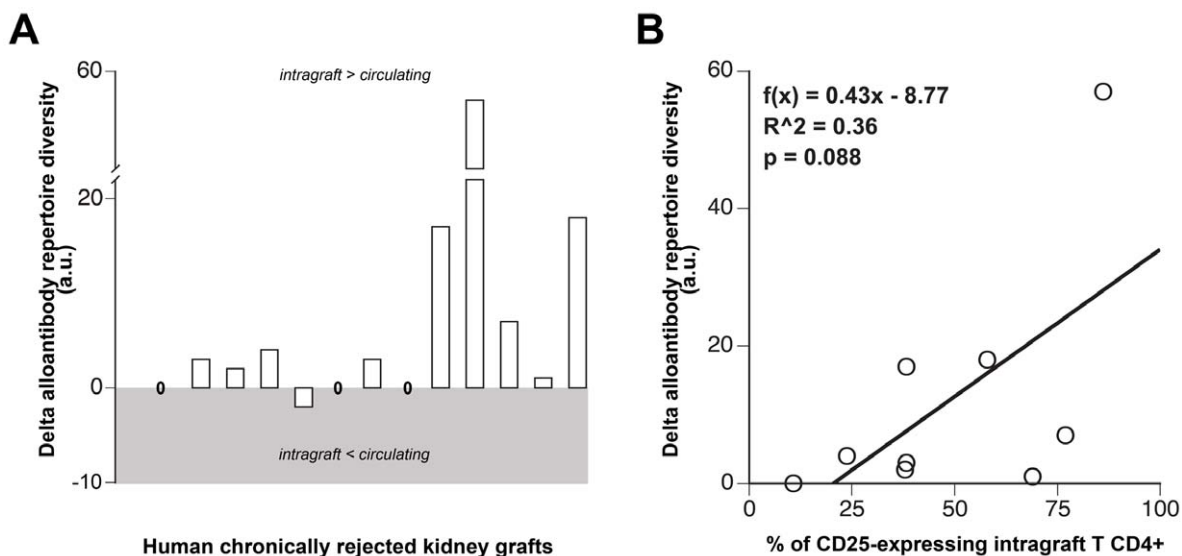 A
Delta alloantibody repertoire diversity
(a.u.)
60
20
0
-10
intragraft > circulating
0
0
0
intragraft < circulating
Human chronically rejected kidney grafts
B
Delta alloantibody repertoire diversity
(a.u.)
60
40
20
0
f(x) = 0.43x - 8.77
R^2 = 0.36
p = 0.088
0 25 50 75 100
% of CD25-expressing intragraft T CD4+